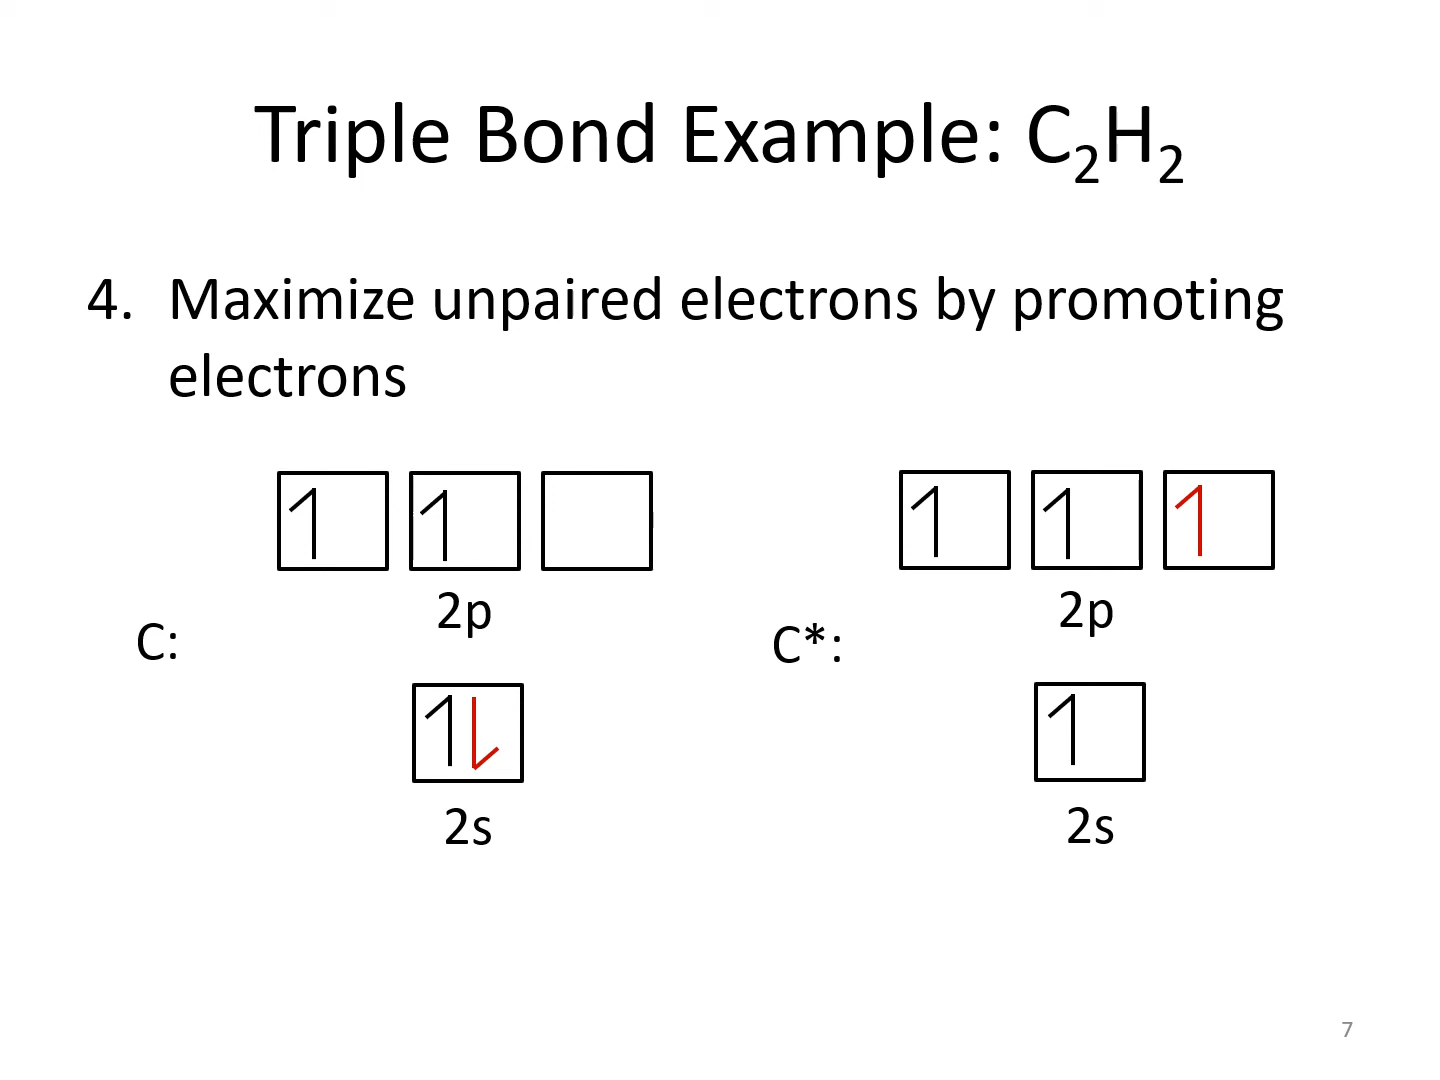 Triple Bond Example: C₂H₂
4. Maximize unpaired electrons by promoting
electrons
2p 2p
C: C*:
2s 2s
7